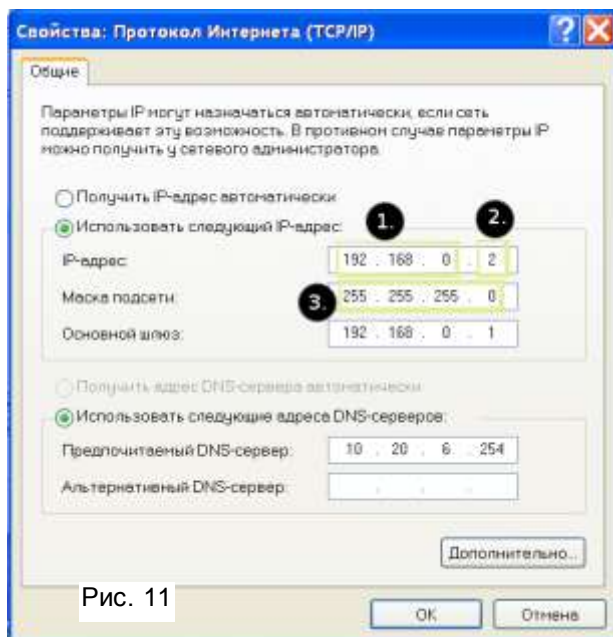 Свойства: Протокол Интернета (TCP/IP)
Общие
Параметры IP могут назначаться автоматически, если сеть
поддерживает эту возможность. В противном случае параметры IP
можно получить у сетевого администратора.
Получить IP-адрес автоматически
Использовать следующий IP-адрес:
1.
2.
IP-адрес: 192 . 168 . 0 . 2
3.
Маска подсети: 255 . 255 . 255 . 0
Основной шлюз: 192 . 168 . 0 . 1
Получить адрес DNS-сервера автоматически
Использовать следующие адреса DNS-серверов:
Предпочитаемый DNS-сервер: 10 . 20 . 6 . 254
Альтернативный DNS-сервер: . . .
Дополнительно...
Рис. 11
OK Отмена